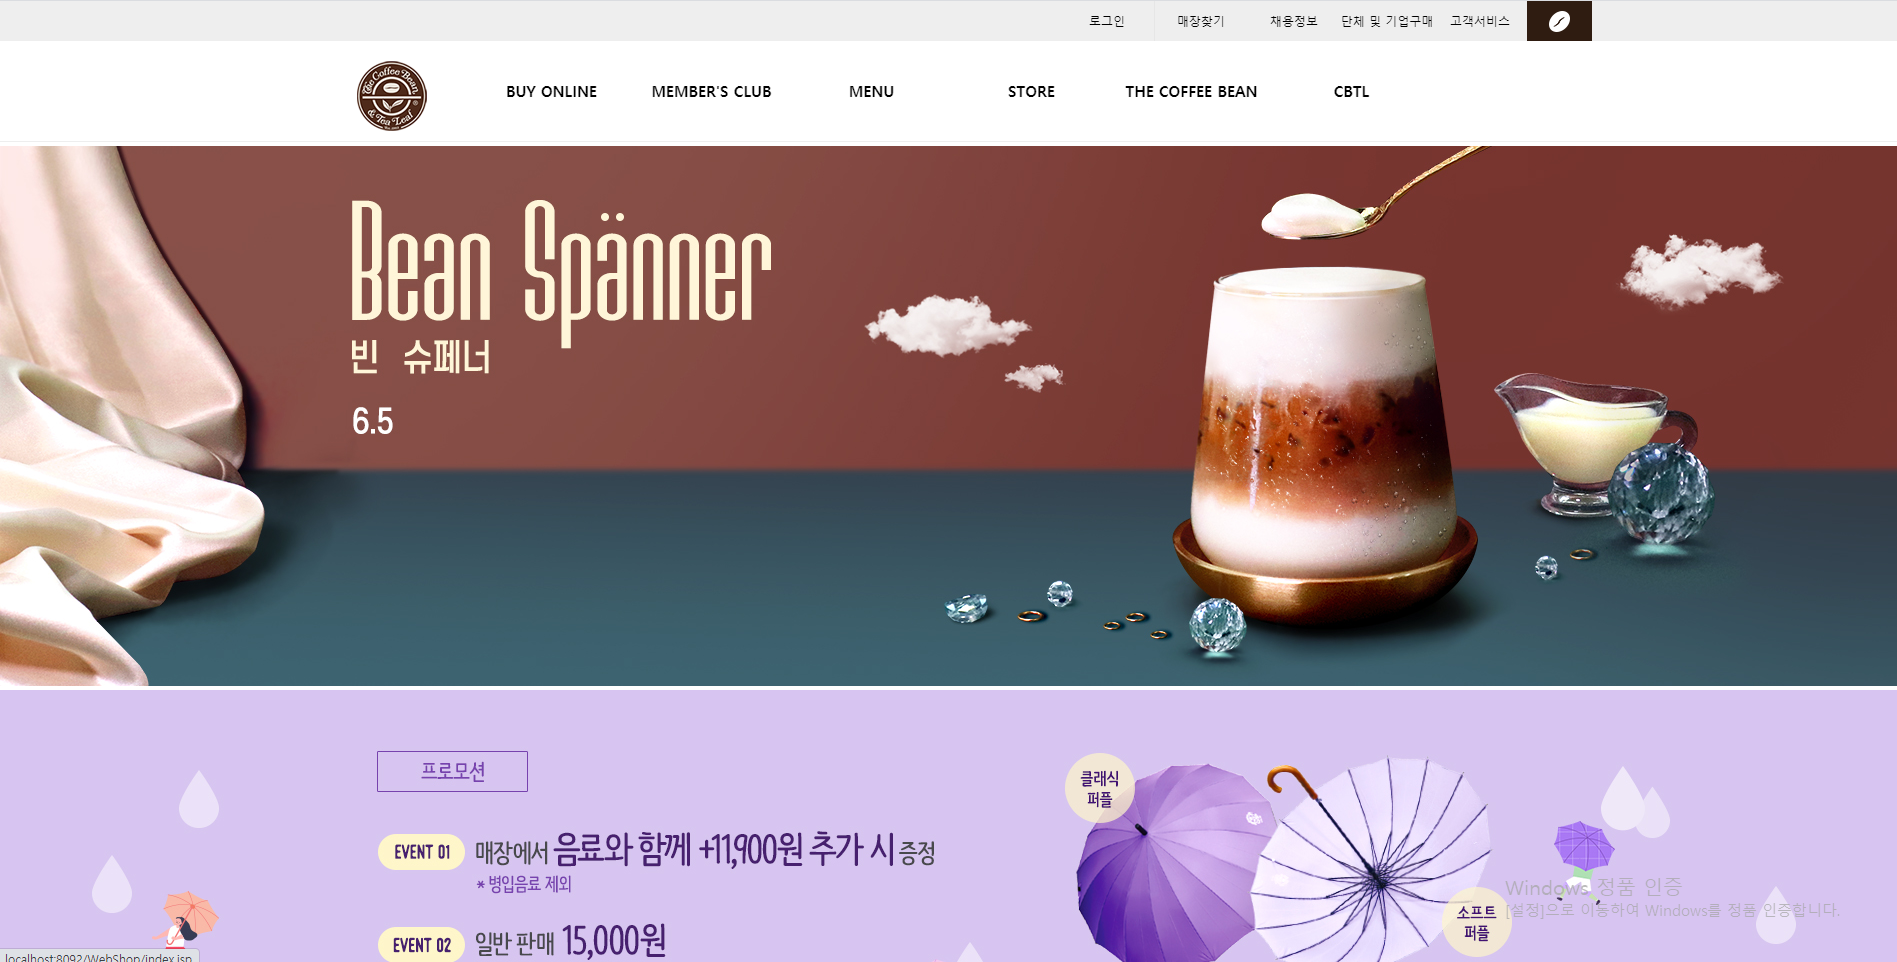 로그인 매장찾기 채용정보 단체 및 기업구매 고객서비스
The Coffee Bean
& Tea Leaf
BUY ONLINE MEMBER'S CLUB MENU STORE THE COFFEE BEAN CBTL
Bean Spänner
빈 슈페너
6.5
프로모션
클래식
퍼플
EVENT 01 매장에서 음료와 함께 +11,900원 추가 시 증정
* 병입음료 제외
EVENT 02 일반 판매 15,000원
소프트
퍼플
Windows 정품 인증
[설정]으로 이동하여 Windows를 정품 인증합니다.
localhost:8092/WebShop/index.jsp